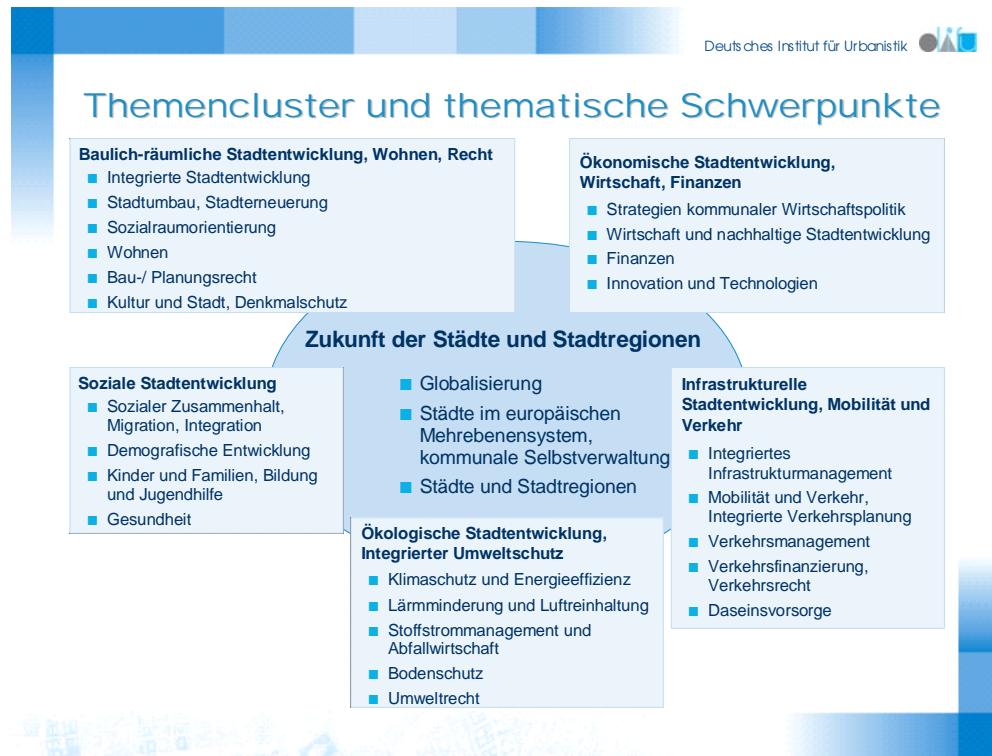 Deutsches Institut für Urbanistik
difu
Themencluster und thematische Schwerpunkte
Baulich-räumliche Stadtentwicklung, Wohnen, Recht
Integrierte Stadtentwicklung
Stadtumbau, Stadterneuerung
Sozialraumorientierung
Wohnen
Bau-/ Planungsrecht
Kultur und Stadt, Denkmalschutz
Ökonomische Stadtentwicklung,
Wirtschaft, Finanzen
Strategien kommunaler Wirtschaftspolitik
Wirtschaft und nachhaltige Stadtentwicklung
Finanzen
Innovation und Technologien
Zukunft der Städte und Stadtregionen
Globalisierung
Städte im europäischen
Mehrebenensystem,
kommunale Selbstverwaltung
Städte und Stadtregionen
Soziale Stadtentwicklung
Sozialer Zusammenhalt,
Migration, Integration
Demografische Entwicklung
Kinder und Familien, Bildung
und Jugendhilfe
Gesundheit
Infrastrukturelle
Stadtentwicklung, Mobilität und
Verkehr
Integriertes
Infrastrukturmanagement
Mobilität und Verkehr,
Integrierte Verkehrsplanung
Verkehrsmanagement
Verkehrsfinanzierung,
Verkehrsrecht
Daseinsvorsorge
Ökologische Stadtentwicklung,
Integrierter Umweltschutz
Klimaschutz und Energieeffizienz
Lärmminderung und Luftreinhaltung
Stoffstrommanagement und
Abfallwirtschaft
Bodenschutz
Umweltrecht